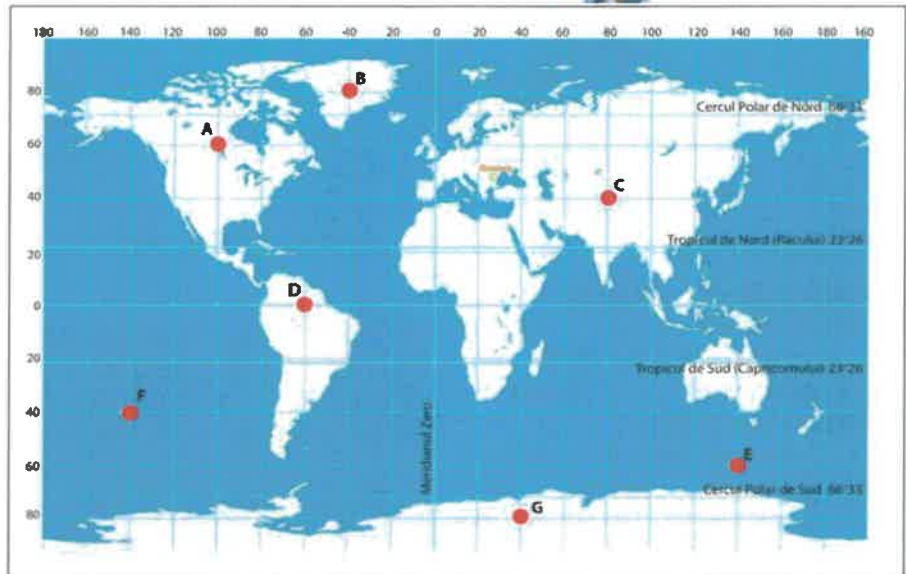 180 160 140 120 100 80 60 40 20 0 20 40 60 80 100 120 140 160 180 160
B
80
Cercul Polar de Nord 66°33
A
60
C
40
Tropicul de Nord (Racului) 23°26
20
D
0
20
Tropicul de Sud (Capricornului) 23°26
F
40
Meridianul Zero
E
60
Cercul Polar de Sud 66°33
G
80